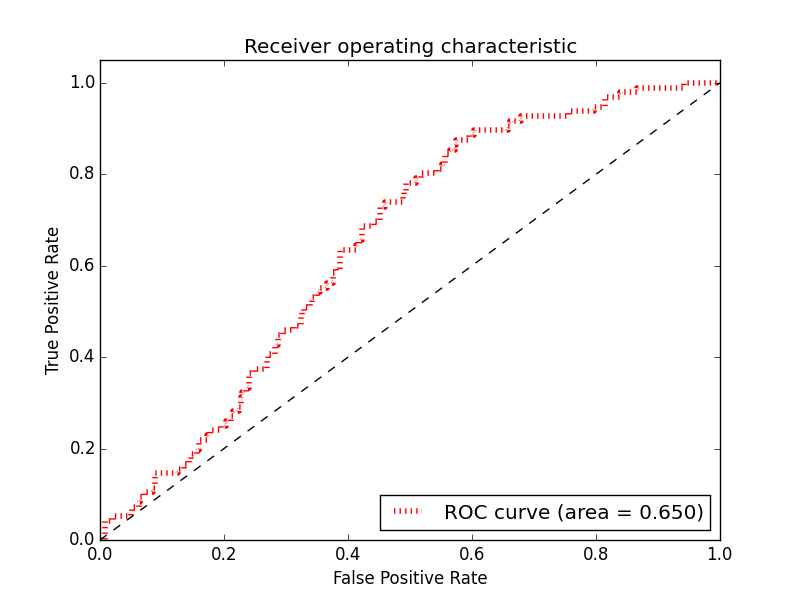 Receiver operating characteristic
True Positive Rate
1.0
0.8
0.6
0.4
0.2
0.0
ROC curve (area = 0.650)
0.0 0.2 0.4 0.6 0.8 1.0
False Positive Rate